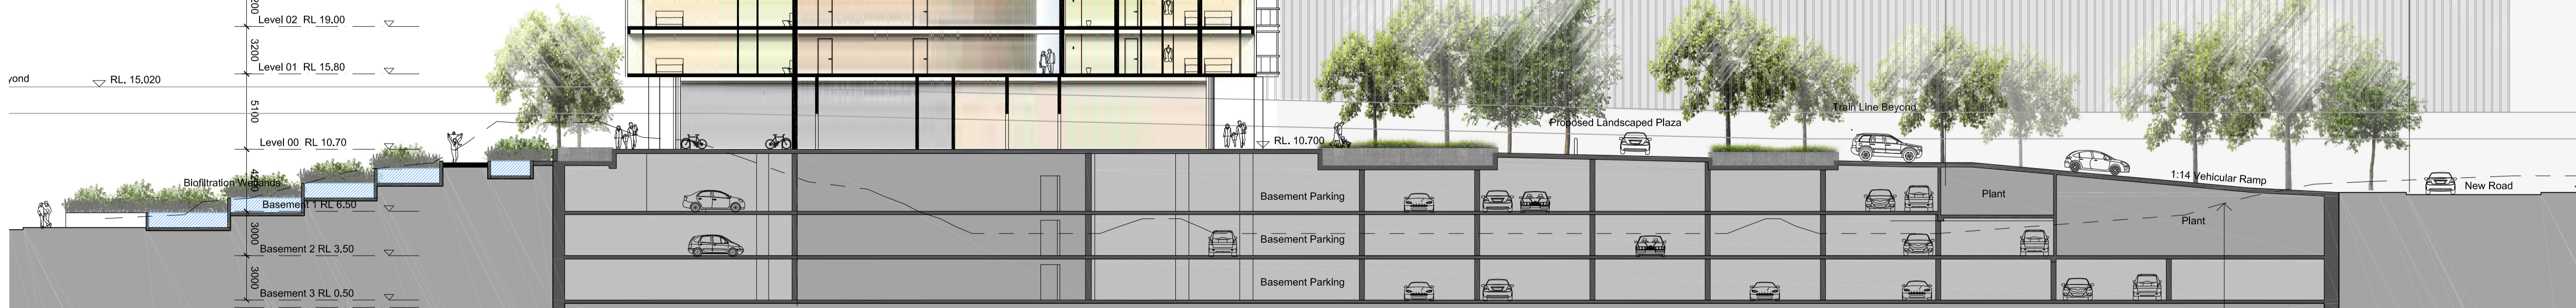 Level 02 RL 19.00
3200
Level 01 RL 15.80
yond
RL. 15.020
5100
Train Line Beyond
Proposed Landscaped Plaza
Level 00 RL 10.70
RL. 10.700
1:14 Vehicular Ramp
New Road
Biofiltration Wetlands
4200
Basement 1 RL 6.50
Basement Parking
Plant
Plant
3000
Basement 2 RL 3.50
Basement Parking
3000
Basement 3 RL 0.50
Basement Parking